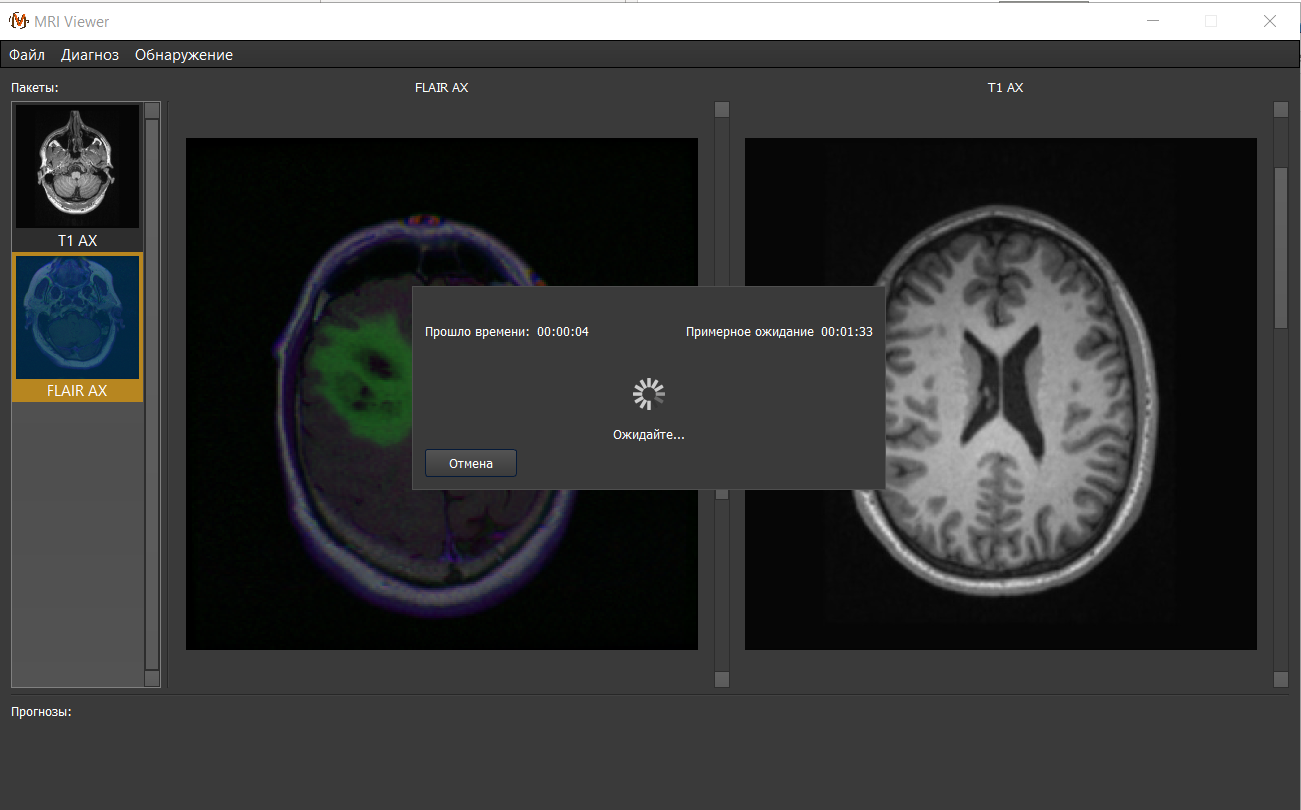 MRI Viewer
Файл Диагноз Обнаружение
Пакеты:
FLAIR AX
T1 AX
T1 AX
FLAIR AX
Прошло времени: 00:00:04
Примерное ожидание 00:01:33
Ожидайте...
Отмена
Прогнозы: